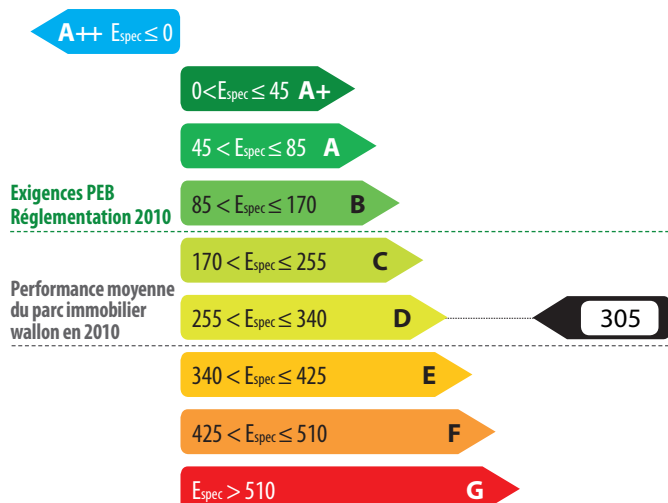 A++ Espec ≤ 0
0<Espec ≤ 45 A+
45 < Espec ≤ 85 A
Exigences PEB
Réglementation 2010
85 < Espec ≤ 170 B
170 < Espec ≤ 255 C
Performance moyenne
du parc immobilier
wallon en 2010
255 < Espec ≤ 340 D
305
340 < Espec ≤ 425 E
425 < Espec ≤ 510 F
Espec > 510 G